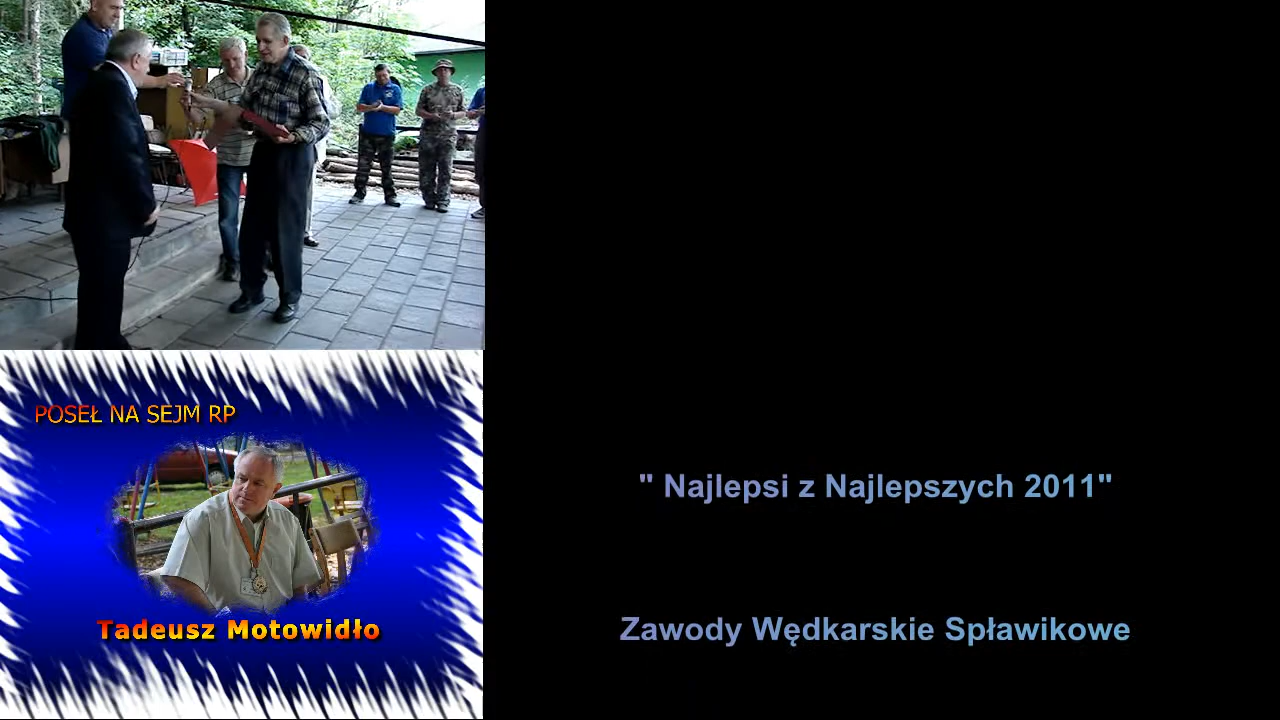 POSEŁ NA SEJM RP
Tadeusz Motowidło
" Najlepsi z Najlepszych 2011"
Zawody Wędkarskie Spławikowe